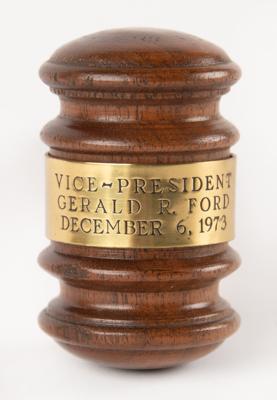 VICE-PRESIDENT
GERALD R. FORD
DECEMBER 6, 1973